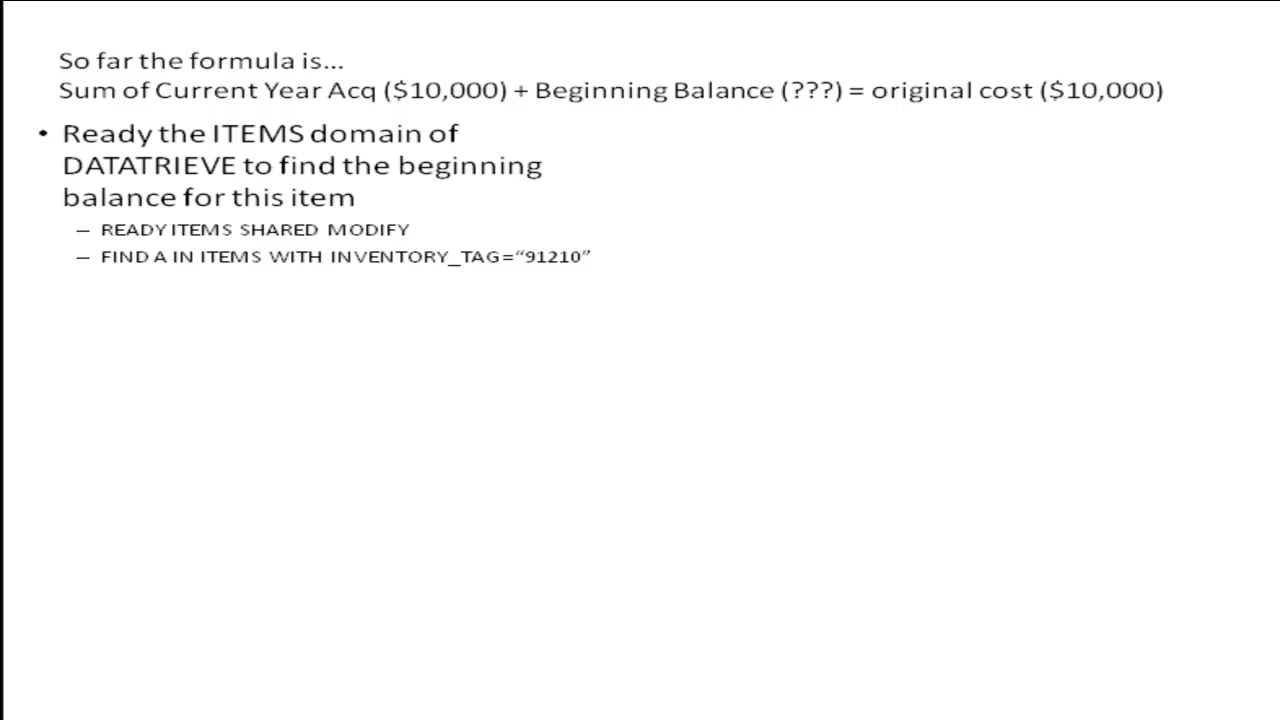 So far the formula is...
Sum of Current Year Acq ($10,000) + Beginning Balance (???) = original cost ($10,000)
• Ready the ITEMS domain of
DATATRIEVE to find the beginning
balance for this item
– READY ITEMS SHARED MODIFY
– FIND A IN ITEMS WITH INVENTORY_TAG=“91210”